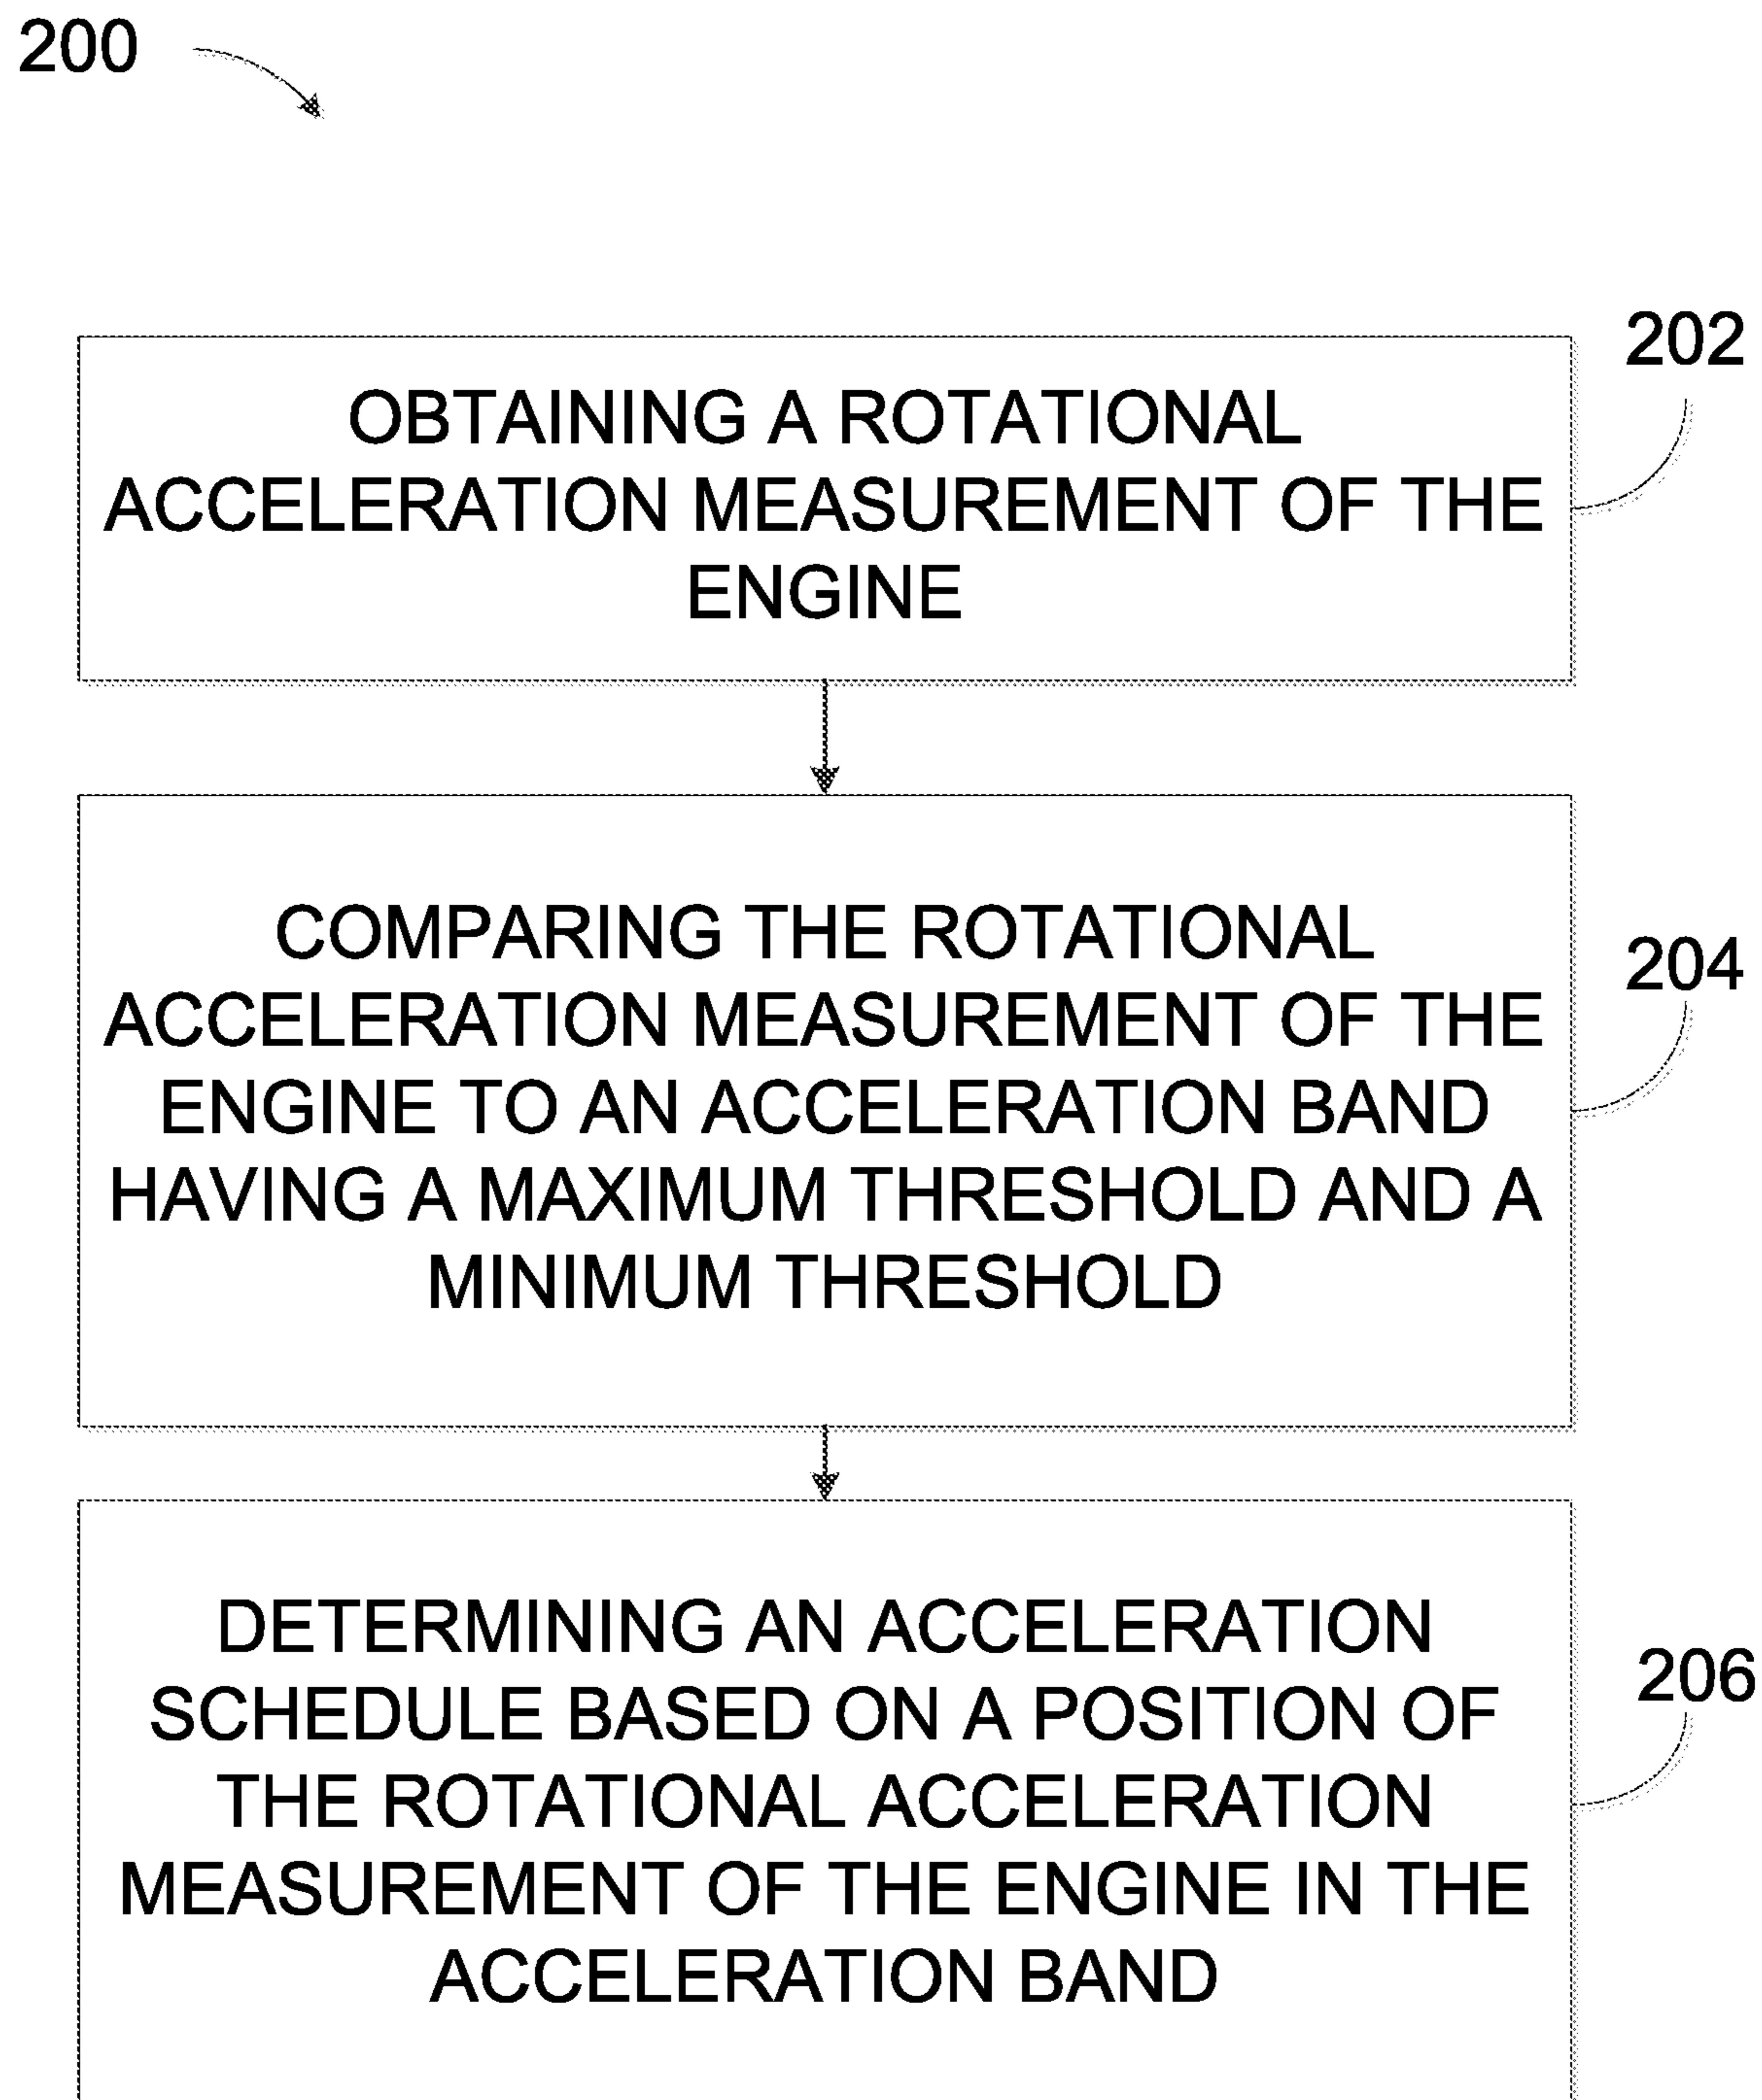 200
202
OBTAINING A ROTATIONAL
ACCELERATION MEASUREMENT OF THE
ENGINE
204
COMPARING THE ROTATIONAL
ACCELERATION MEASUREMENT OF THE
ENGINE TO AN ACCELERATION BAND
HAVING A MAXIMUM THRESHOLD AND A
MINIMUM THRESHOLD
206
DETERMINING AN ACCELERATION
SCHEDULE BASED ON A POSITION OF
THE ROTATIONAL ACCELERATION
MEASUREMENT OF THE ENGINE IN THE
ACCELERATION BAND